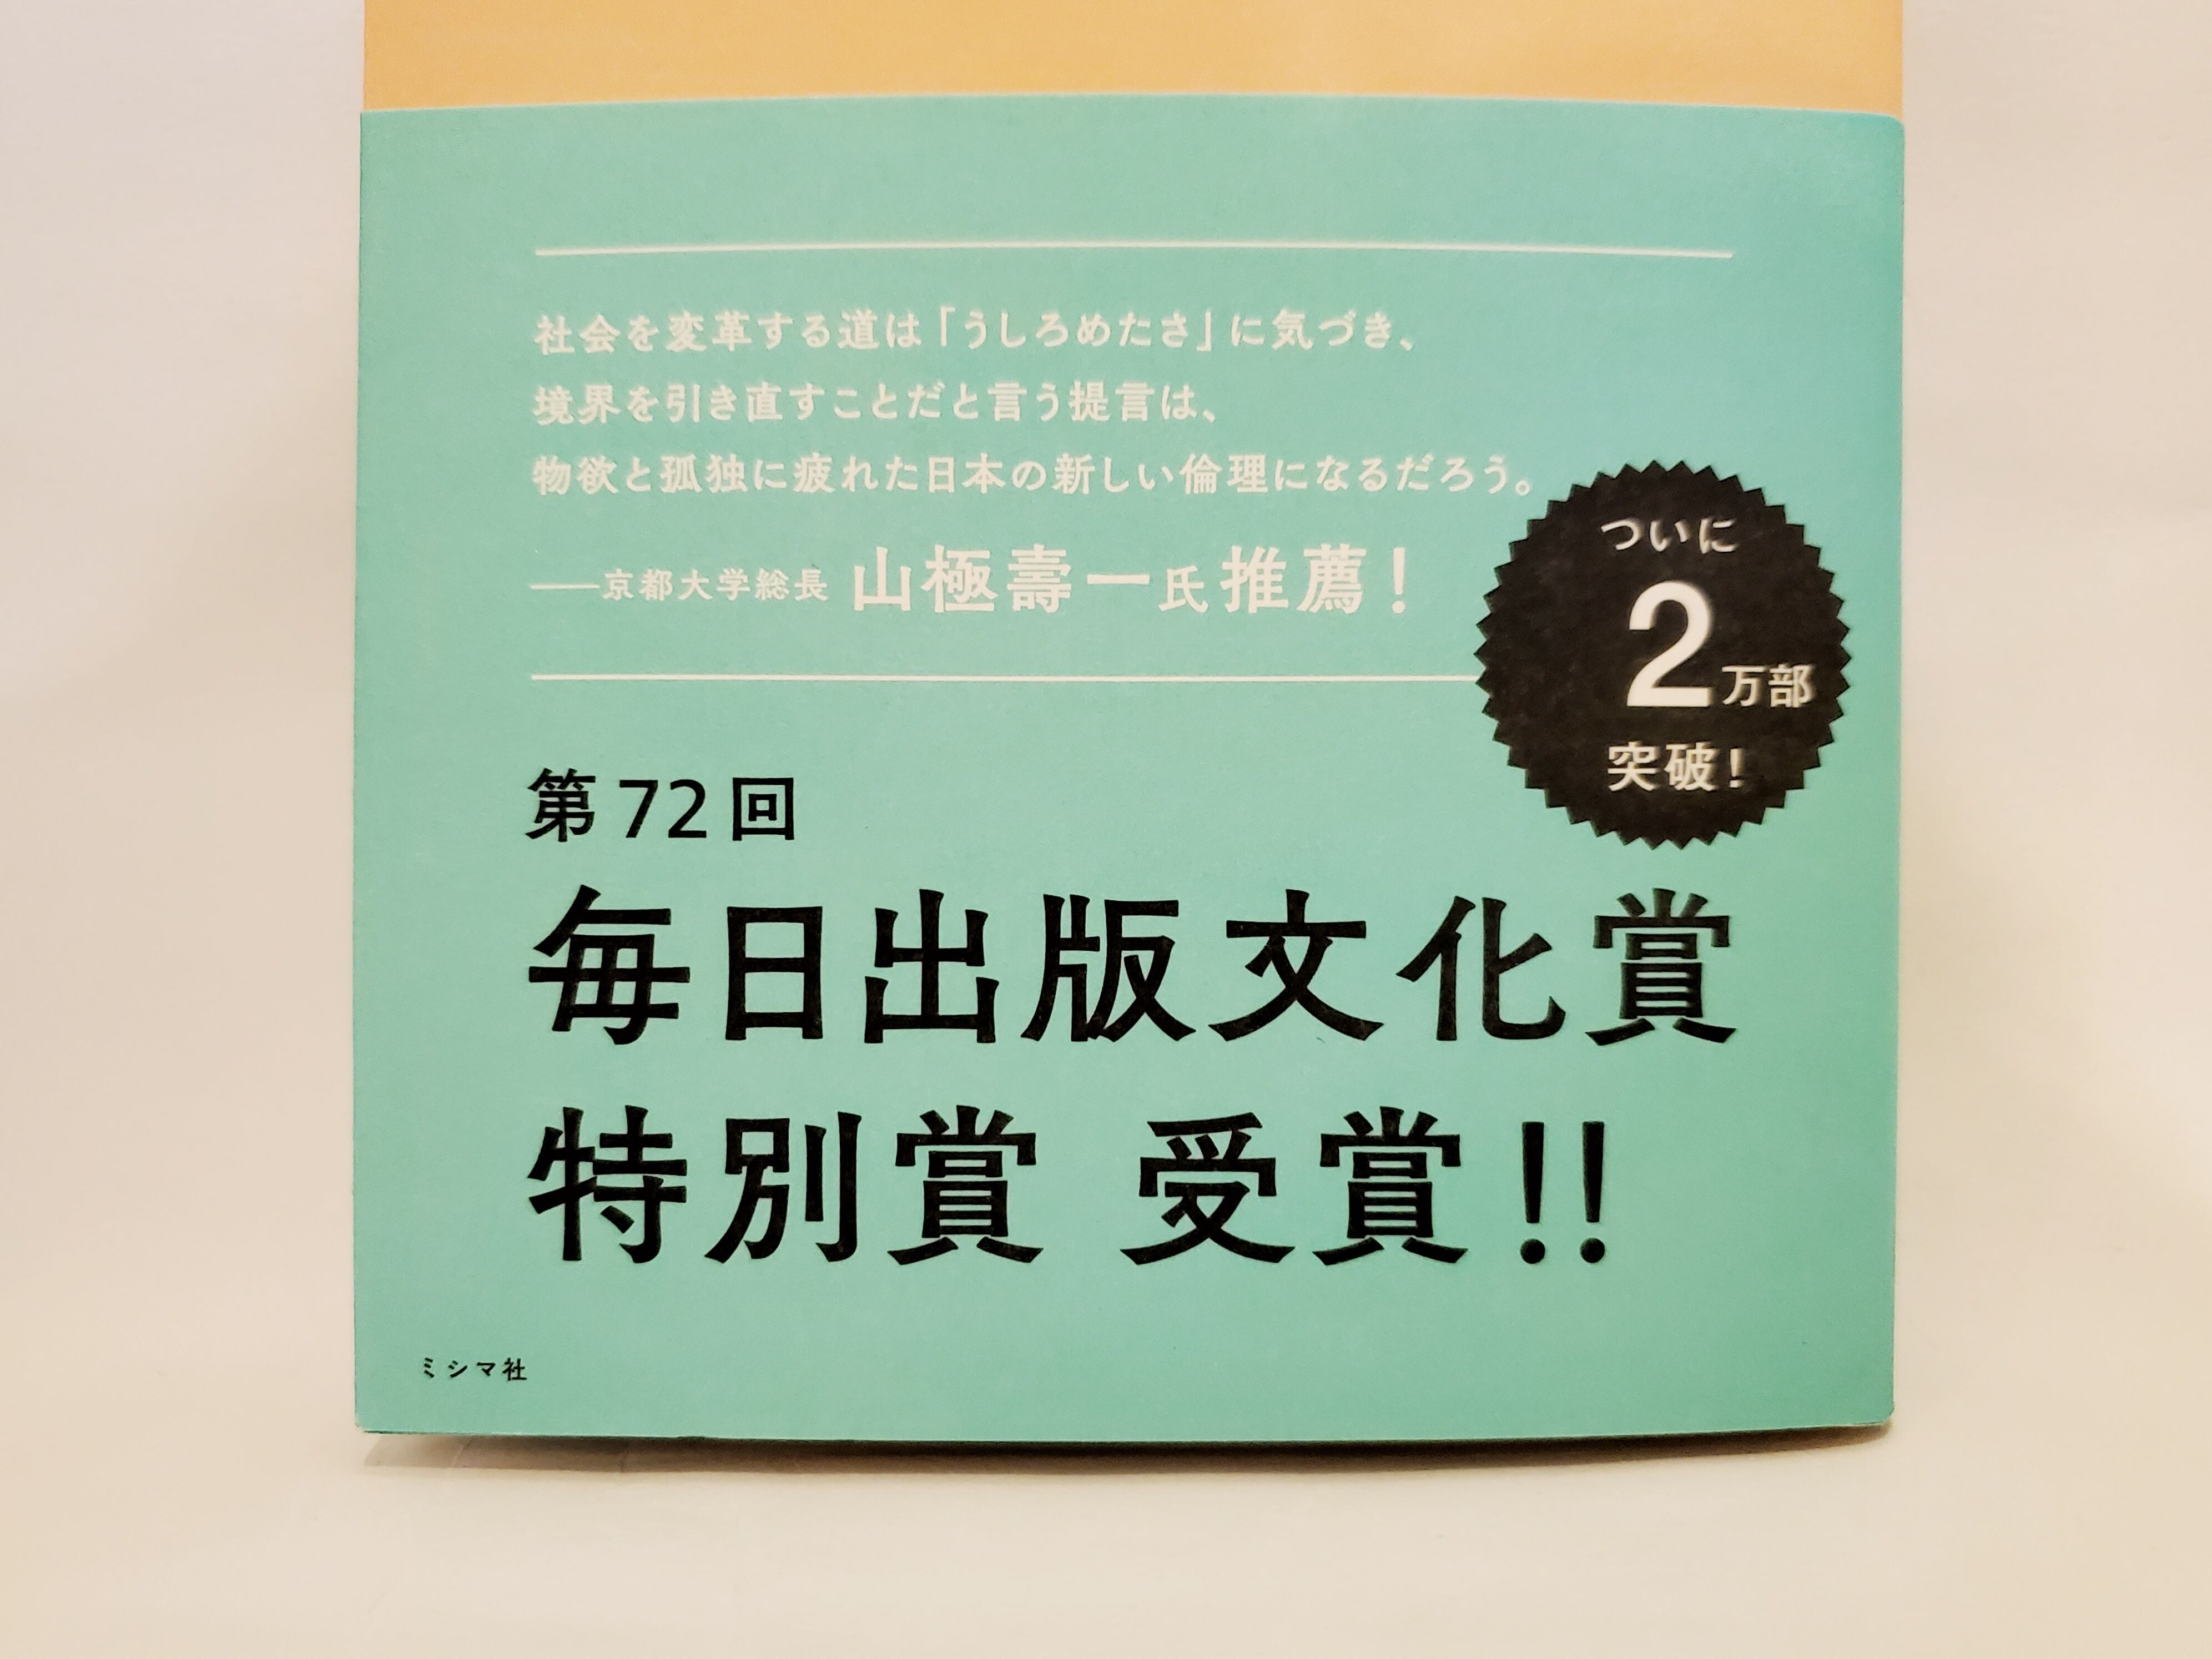 社会を変革する道は「うしろめたさ」に気づき、
境界を引き直すことだと言う提言は、
物欲と孤独に疲れた日本の新しい倫理になるだろう。
──京都大学総長 山極壽一氏推薦！
ついに
2万部
突破！
第72回
毎日出版文化賞
特別賞 受賞!!
ミシマ社